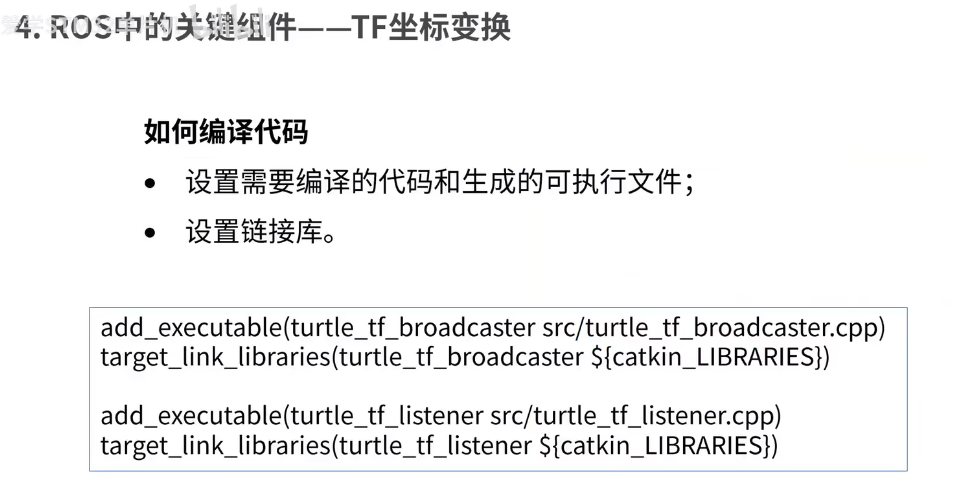 4. ROS中的关键组件——TF坐标变换
如何编译代码
• 设置需要编译的代码和生成的可执行文件；
• 设置链接库。
add_executable(turtle_tf_broadcaster src/turtle_tf_broadcaster.cpp)
target_link_libraries(turtle_tf_broadcaster ${catkin_LIBRARIES})
add_executable(turtle_tf_listener src/turtle_tf_listener.cpp)
target_link_libraries(turtle_tf_listener ${catkin_LIBRARIES})